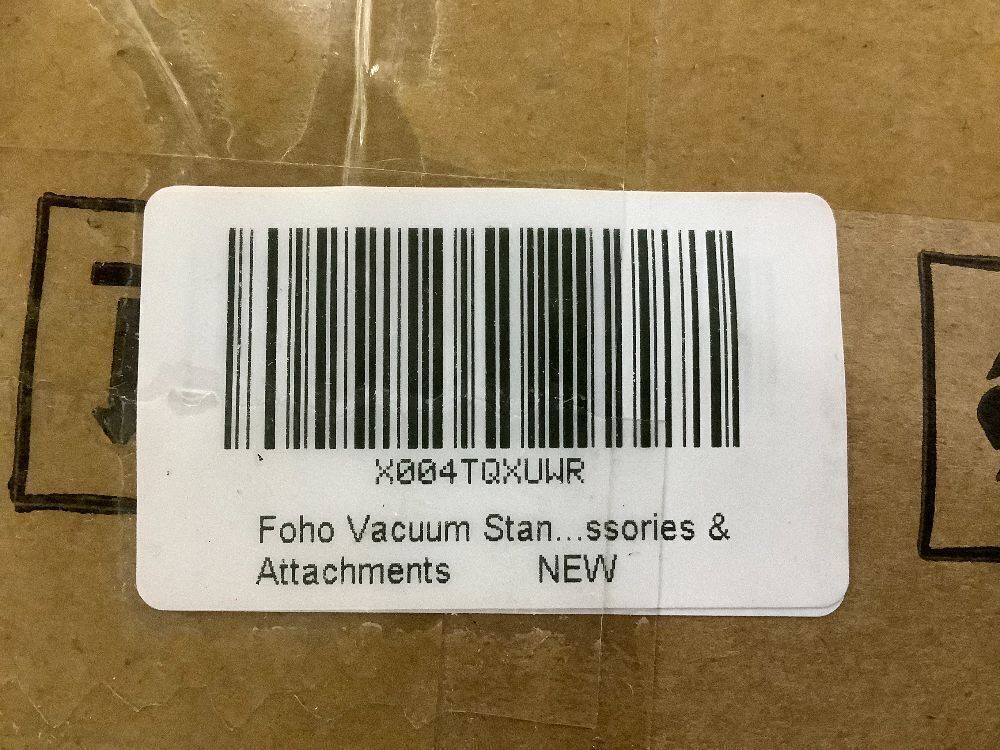 X004TQXUWR
Foho Vacuum Stan...ssories &
Attachments NEW